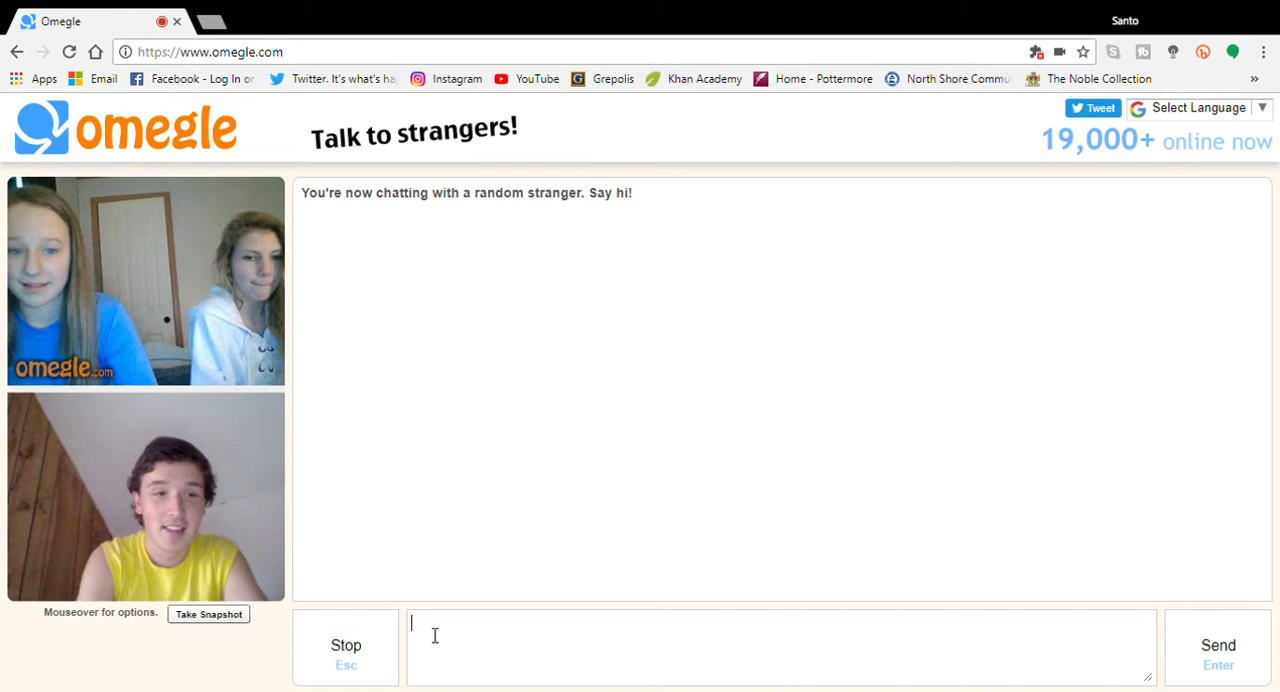 Omegle
Santo
https://www.omegle.com
Apps Email Facebook - Log In or Twitter. It's what's ha Instagram YouTube Grepolis Khan Academy Home - Pottermore North Shore Commu The Noble Collection »
omegle Talk to strangers!
Tweet Select Language ▼
19,000+ online now
You're now chatting with a random stranger. Say hi!
omegle.com
Mouseover for options. Take Snapshot
Stop Send
Esc Enter